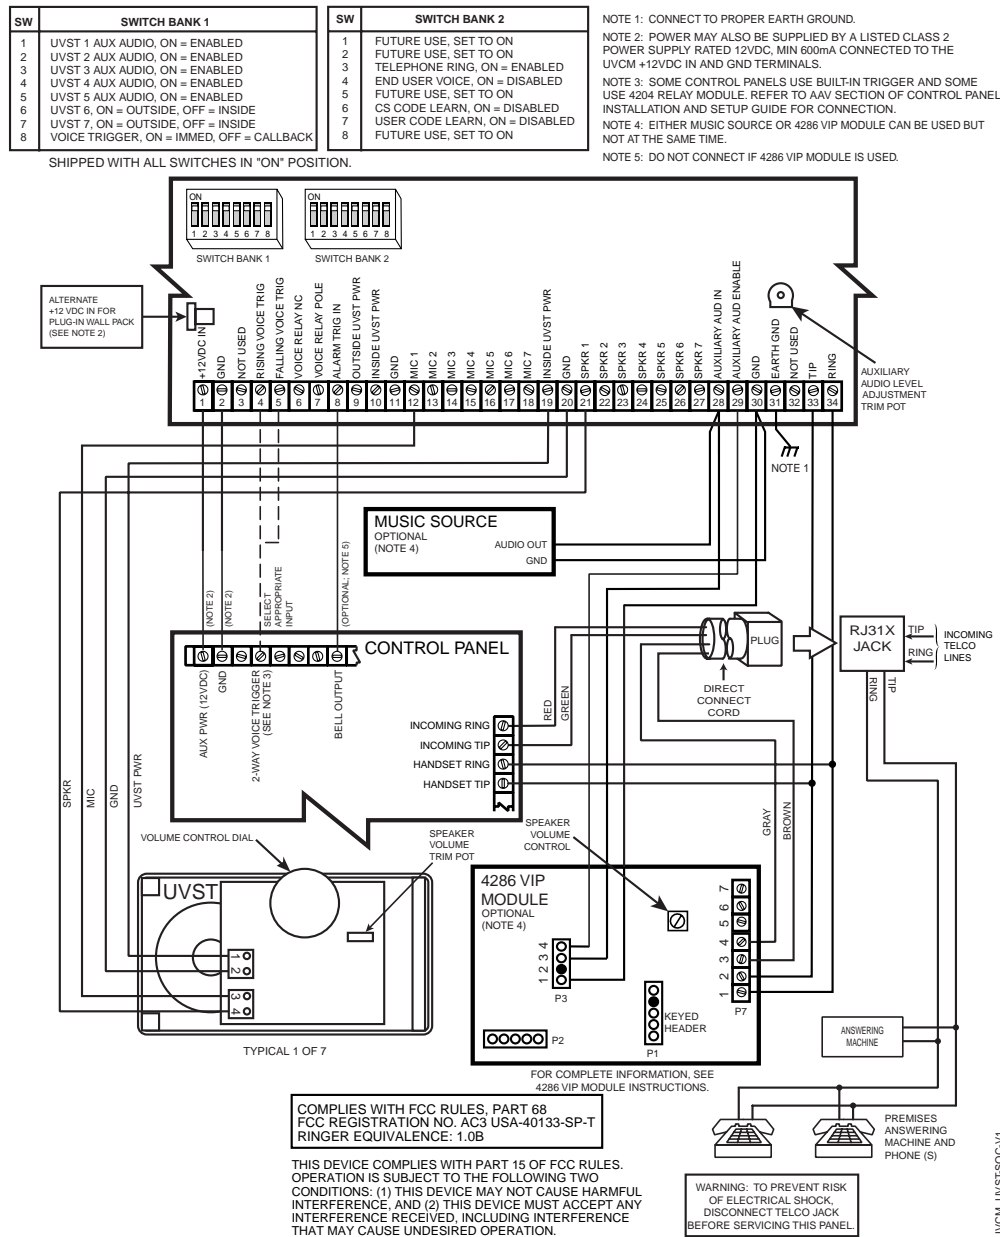 SW SWITCH BANK 1
1 UVST 1 AUX AUDIO, ON = ENABLED
2 UVST 2 AUX AUDIO, ON = ENABLED
3 UVST 3 AUX AUDIO, ON = ENABLED
4 UVST 4 AUX AUDIO, ON = ENABLED
5 UVST 5 AUX AUDIO, ON = ENABLED
6 UVST 6, ON = OUTSIDE, OFF = INSIDE
7 UVST 7, ON = OUTSIDE, OFF = INSIDE
8 VOICE TRIGGER, ON = IMMED, OFF = CALLBACK
SW SWITCH BANK 2
1 FUTURE USE, SET TO ON
2 FUTURE USE, SET TO ON
3 TELEPHONE RING, ON = ENABLED
4 END USER VOICE, ON = DISABLED
5 FUTURE USE, SET TO ON
6 CS CODE LEARN, ON = DISABLED
7 USER CODE LEARN, ON = DISABLED
8 FUTURE USE, SET TO ON
SHIPPED WITH ALL SWITCHES IN "ON" POSITION.
NOTE 1: CONNECT TO PROPER EARTH GROUND.
NOTE 2: POWER MAY ALSO BE SUPPLIED BY A LISTED CLASS 2
POWER SUPPLY RATED 12VDC, MIN 600mA CONNECTED TO THE
UVCM +12VDC IN AND GND TERMINALS.
NOTE 3: SOME CONTROL PANELS USE BUILT-IN TRIGGER AND SOME
USE 4204 RELAY MODULE. REFER TO AAV SECTION OF CONTROL PANEL
INSTALLATION AND SETUP GUIDE FOR CONNECTION.
NOTE 4: EITHER MUSIC SOURCE OR 4286 VIP MODULE CAN BE USED BUT
NOT AT THE SAME TIME.
NOTE 5: DO NOT CONNECT IF 4286 VIP MODULE IS USED.
ON
1 2 3 4 5 6 7 8
SWITCH BANK 1
ON
1 2 3 4 5 6 7 8
SWITCH BANK 2
ALTERNATE
+12 VDC IN FOR
PLUG-IN WALL PACK
(SEE NOTE 2)
+12VDC IN
GND
NOT USED
RISING VOICE TRIG
FALLING VOICE TRIG
VOICE RELAY NC
VOICE RELAY POLE
ALARM TRIG IN
OUTSIDE UVST PWR
INSIDE UVST PWR
GND
MIC 1
MIC 2
MIC 3
MIC 4
MIC 5
MIC 6
MIC 7
INSIDE UVST PWR
GND
SPKR 1
SPKR 2
SPKR 3
SPKR 4
SPKR 5
SPKR 6
SPKR 7
AUXILIARY AUD IN
AUXILIARY AUD ENABLE
GND
EARTH GND
NOT USED
TIP
RING
1 2 3 4 5 6 7 8 9 10 11 12 13 14 15 16 17 18 19 20 21 22 23 24 25 26 27 28 29 30 31 32 33 34
AUXILIARY
AUDIO LEVEL
ADJUSTMENT
TRIM POT
NOTE 1
MUSIC SOURCE
OPTIONAL
(NOTE 4)
AUDIO OUT
GND
(NOTE 2)
(NOTE 2)
SELECT
APPROPRIATE
INPUT
(OPTIONAL; NOTE 5)
CONTROL PANEL
AUX PWR (12VDC)
GND
2-WAY VOICE TRIGGER
(SEE NOTE 3)
BELL OUTPUT
INCOMING RING
INCOMING TIP
HANDSET RING
HANDSET TIP
RED
GREEN
PLUG
DIRECT
CONNECT
CORD
RJ31X
JACK
TIP
RING
INCOMING
TELCO
LINES
RING
TIP
SPKR
MIC
GND
UVST PWR
GRAY
BROWN
VOLUME CONTROL DIAL
SPEAKER
VOLUME
TRIM POT
SPEAKER
VOLUME
CONTROL
UVST
1
2
3
4
TYPICAL 1 OF 7
4286 VIP
MODULE
OPTIONAL
(NOTE 4)
1 2 3 4
P3
P2
KEYED
HEADER
P1
7
6
5
4
3
2
1
P7
FOR COMPLETE INFORMATION, SEE
4286 VIP MODULE INSTRUCTIONS.
ANSWERING
MACHINE
PREMISES
ANSWERING
MACHINE AND
PHONE (S)
COMPLIES WITH FCC RULES, PART 68
FCC REGISTRATION NO. AC3 USA-40133-SP-T
RINGER EQUIVALENCE: 1.0B
THIS DEVICE COMPLIES WITH PART 15 OF FCC RULES.
OPERATION IS SUBJECT TO THE FOLLOWING TWO
CONDITIONS: (1) THIS DEVICE MAY NOT CAUSE HARMFUL
INTERFERENCE, AND (2) THIS DEVICE MUST ACCEPT ANY
INTERFERENCE RECEIVED, INCLUDING INTERFERENCE
THAT MAY CAUSE UNDESIRED OPERATION.
WARNING: TO PREVENT RISK
OF ELECTRICAL SHOCK,
DISCONNECT TELCO JACK
BEFORE SERVICING THIS PANEL.